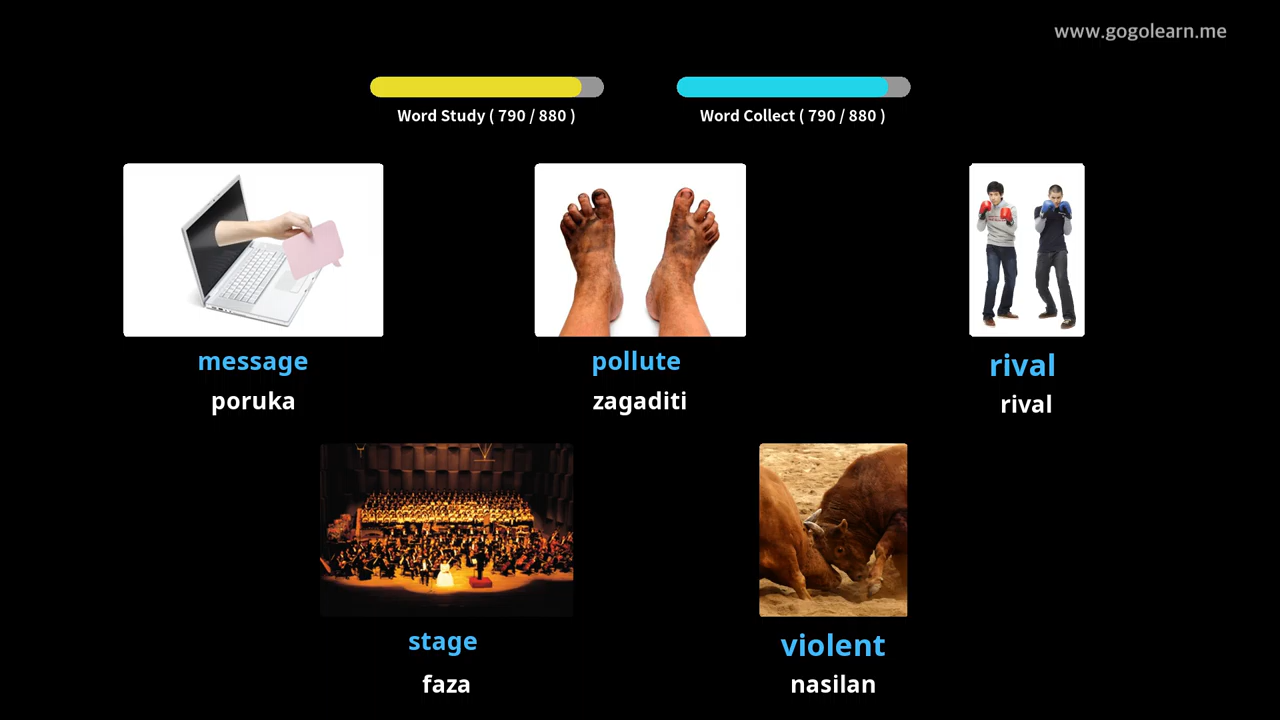 www.gogolearn.me
Word Study ( 790 / 880 )
Word Collect ( 790 / 880 )
message
poruka
pollute
zagaditi
rival
rival
stage
faza
violent
nasilan